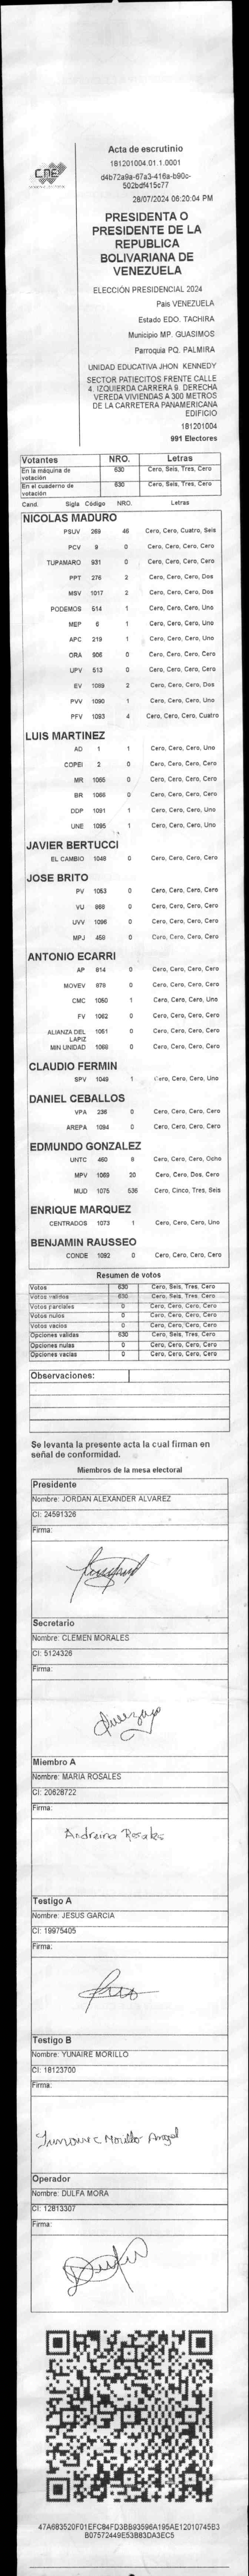 Acta de escrutinio
181201004.01.1.0001
d4b72a9a-67a3-416a-b90c-
502bdf415c77
28/07/2024 06:20:04 PM
CNE
PRESIDENTA O
PRESIDENTE DE LA
REPUBLICA
BOLIVARIANA DE
VENEZUELA
ELECCIÓN PRESIDENCIAL 2024
Pais VENEZUELA
Estado EDO. TACHIRA
Municipio MP. GUASIMOS
Parroquia PQ. PALMIRA
UNIDAD EDUCATIVA JHON KENNEDY
SECTOR PATIECITOS FRENTE CALLE
4. IZQUIERDA CARRERA 9. DERECHA
VEREDA VIVIENDAS A 300 METROS
DE LA CARRETERA PANAMERICANA
EDIFICIO
181201004
991 Electores
Votantes NRO. Letras
En la máquina de votación 630 Cero, Seis, Tres, Cero
En el cuaderno de votación 630 Cero, Seis, Tres, Cero
Cand. Sigla Código NRO. Letras
NICOLAS MADURO
PSUV 269 46 Cero, Cero, Cuatro, Seis
PCV 9 0 Cero, Cero, Cero, Cero
TUPAMARO 931 0 Cero, Cero, Cero, Cero
PPT 276 2 Cero, Cero, Cero, Dos
MSV 1017 2 Cero, Cero, Cero, Dos
PODEMOS 514 1 Cero, Cero, Cero, Uno
MEP 6 1 Cero, Cero, Cero, Uno
APC 219 1 Cero, Cero, Cero, Uno
ORA 906 0 Cero, Cero, Cero, Cero
UPV 513 0 Cero, Cero, Cero, Cero
EV 1089 2 Cero, Cero, Cero, Dos
PVV 1090 1 Cero, Cero, Cero, Uno
PFV 1093 4 Cero, Cero, Cero, Cuatro
LUIS MARTINEZ
AD 1 1 Cero, Cero, Cero, Uno
COPEI 2 0 Cero, Cero, Cero, Cero
MR 1065 0 Cero, Cero, Cero, Cero
BR 1086 0 Cero, Cero, Cero, Cero
DDP 1091 1 Cero, Cero, Cero, Uno
UNE 1095 1 Cero, Cero, Cero, Uno
JAVIER BERTUCCI
EL CAMBIO 1048 0 Cero, Cero, Cero, Cero
JOSE BRITO
PV 1053 0 Cero, Cero, Cero, Cero
VU 869 0 Cero, Cero, Cero, Cero
UVV 1096 0 Cero, Cero, Cero, Cero
MPJ 459 0 Cero, Cero, Cero, Cero
ANTONIO ECARRI
AP 814 0 Cero, Cero, Cero, Cero
MOVEV 879 0 Cero, Cero, Cero, Cero
CMC 1050 1 Cero, Cero, Cero, Uno
FV 1062 0 Cero, Cero, Cero, Cero
ALIANZA DEL LAPIZ 1051 0 Cero, Cero, Cero, Cero
MIN UNIDAD 1068 0 Cero, Cero, Cero, Cero
CLAUDIO FERMIN
SPV 1049 1 Cero, Cero, Cero, Uno
DANIEL CEBALLOS
VPA 236 0 Cero, Cero, Cero, Cero
AREPA 1094 0 Cero, Cero, Cero, Cero
EDMUNDO GONZALEZ
UNTC 460 8 Cero, Cero, Cero, Ocho
MPV 1069 20 Cero, Cero, Dos, Cero
MUD 1075 536 Cero, Cinco, Tres, Seis
ENRIQUE MARQUEZ
CENTRADOS 1073 1 Cero, Cero, Cero, Uno
BENJAMIN RAUSSEO
CONDE 1092 0 Cero, Cero, Cero, Cero
Resumen de votos
Votos 630 Cero, Seis, Tres, Cero
Votos validos 630 Cero, Seis, Tres, Cero
Votos parciales 0 Cero, Cero, Cero, Cero
Votos nulos 0 Cero, Cero, Cero, Cero
Votos vacios 0 Cero, Cero, Cero, Cero
Opciones validas 630 Cero, Seis, Tres, Cero
Opciones nulas 0 Cero, Cero, Cero, Cero
Opciones vacias 0 Cero, Cero, Cero, Cero
Observaciones:
Se levanta la presente acta la cual firman en
señal de conformidad.
Miembros de la mesa electoral
Presidente
Nombre: JORDAN ALEXANDER ALVAREZ
CI: 24591326
Firma:
Secretario
Nombre: CLEMEN MORALES
CI: 5124326
Firma:
Miembro A
Nombre: MARIA ROSALES
CI: 20628722
Firma:
Andreina Rosales
Testigo A
Nombre: JESUS GARCIA
CI: 19975405
Firma:
Testigo B
Nombre: YUNAIRE MORILLO
CI: 18123700
Firma:
Morillo Angel
Operador
Nombre: DULFA MORA
CI: 12813307
Firma:
47A683520F01EFC84FD3BB93596A195AE12010745B3
B07572449E53B83DA3EC5